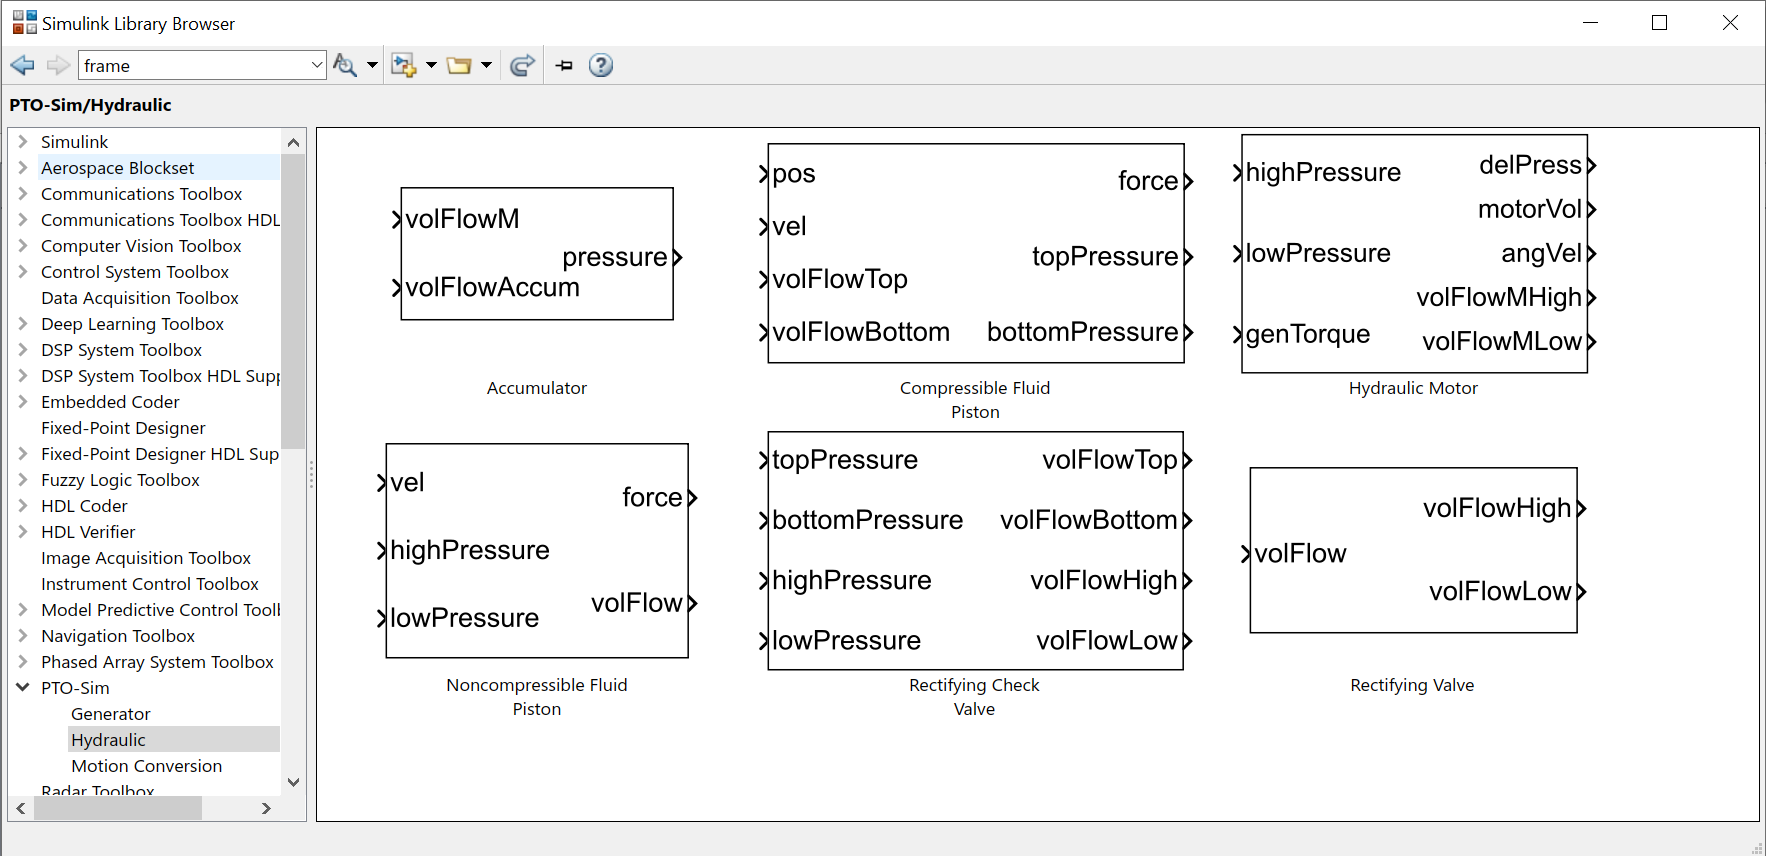 Simulink Library Browser
frame
PTO-Sim/Hydraulic
Simulink
Aerospace Blockset
Communications Toolbox
Communications Toolbox HDL
Computer Vision Toolbox
Control System Toolbox
Data Acquisition Toolbox
Deep Learning Toolbox
DSP System Toolbox
DSP System Toolbox HDL Supp
Embedded Coder
Fixed-Point Designer
Fixed-Point Designer HDL Sup
Fuzzy Logic Toolbox
HDL Coder
HDL Verifier
Image Acquisition Toolbox
Instrument Control Toolbox
Model Predictive Control Toolb
Navigation Toolbox
Phased Array System Toolbox
PTO-Sim
Generator
Hydraulic
Motion Conversion
Radar Toolbox
volFlowM
pressure
volFlowAccum
Accumulator
pos
force
vel
topPressure
volFlowTop
volFlowBottom
bottomPressure
Compressible Fluid
Piston
highPressure
delPress
motorVol
lowPressure
angVel
volFlowMHigh
genTorque
volFlowMLow
Hydraulic Motor
vel
force
highPressure
volFlow
lowPressure
Noncompressible Fluid
Piston
topPressure
volFlowTop
bottomPressure
volFlowBottom
highPressure
volFlowHigh
lowPressure
volFlowLow
Rectifying Check
Valve
volFlowHigh
volFlow
volFlowLow
Rectifying Valve